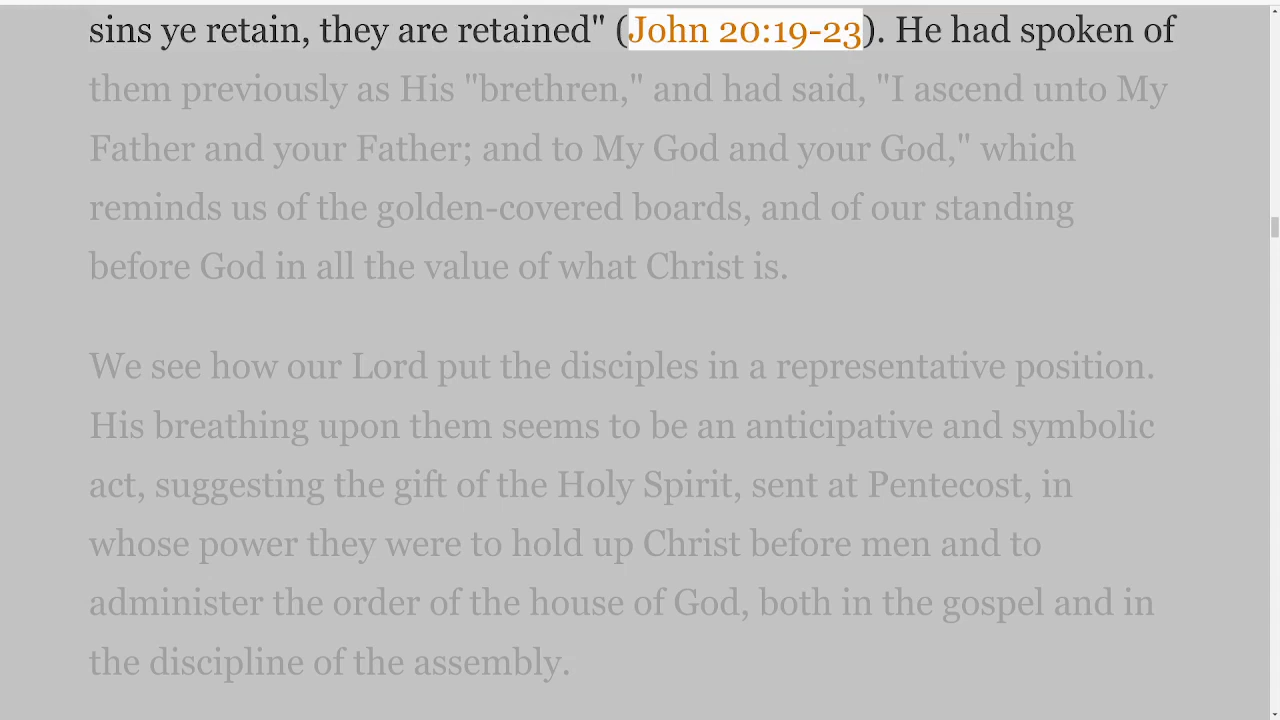 sins ye retain, they are retained" (John 20:19-23). He had spoken of
them previously as His "brethren," and had said, "I ascend unto My
Father and your Father; and to My God and your God," which
reminds us of the golden-covered boards, and of our standing
before God in all the value of what Christ is.
We see how our Lord put the disciples in a representative position.
His breathing upon them seems to be an anticipative and symbolic
act, suggesting the gift of the Holy Spirit, sent at Pentecost, in
whose power they were to hold up Christ before men and to
administer the order of the house of God, both in the gospel and in
the discipline of the assembly.